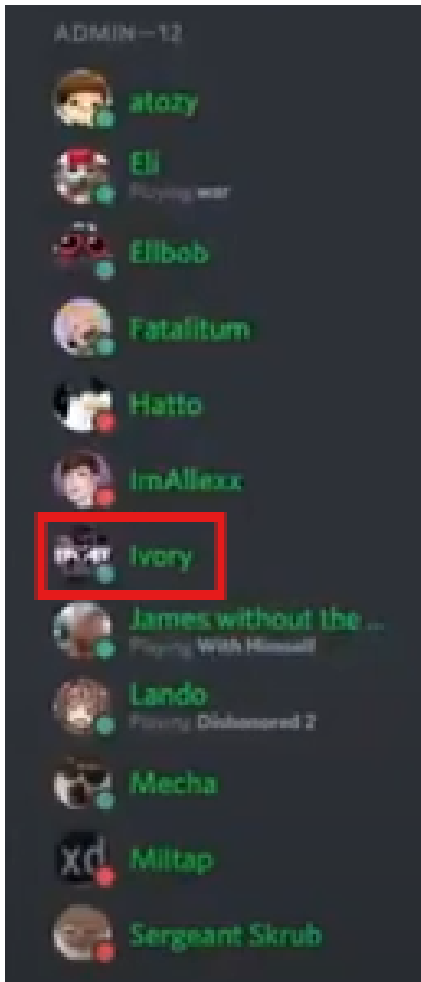 ADMIN—12
atozy
Eli
Playing war
Ellbob
Fatalitum
Hatto
ImAllexx
Ivory
James without the ...
Playing With Himself
Lando
Playing Dishonored 2
Mecha
xd
Miltap
Sergeant Skrub